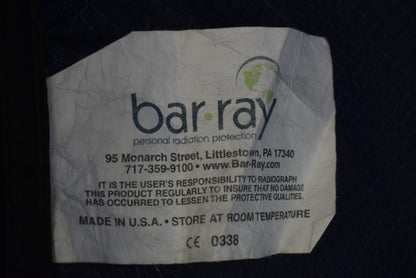 bar·ray
personal radiation protection
95 Monarch Street, Littlestown, PA 17340
717-359-9100 • www.Bar-Ray.com
IT IS THE USER'S RESPONSIBILITY TO RADIOGRAPH
THIS PRODUCT REGULARLY TO INSURE THAT NO DAMAGE
HAS OCCURRED TO LESSEN THE PROTECTIVE QUALITIES.
MADE IN U.S.A. • STORE AT ROOM TEMPERATURE
CE 0338